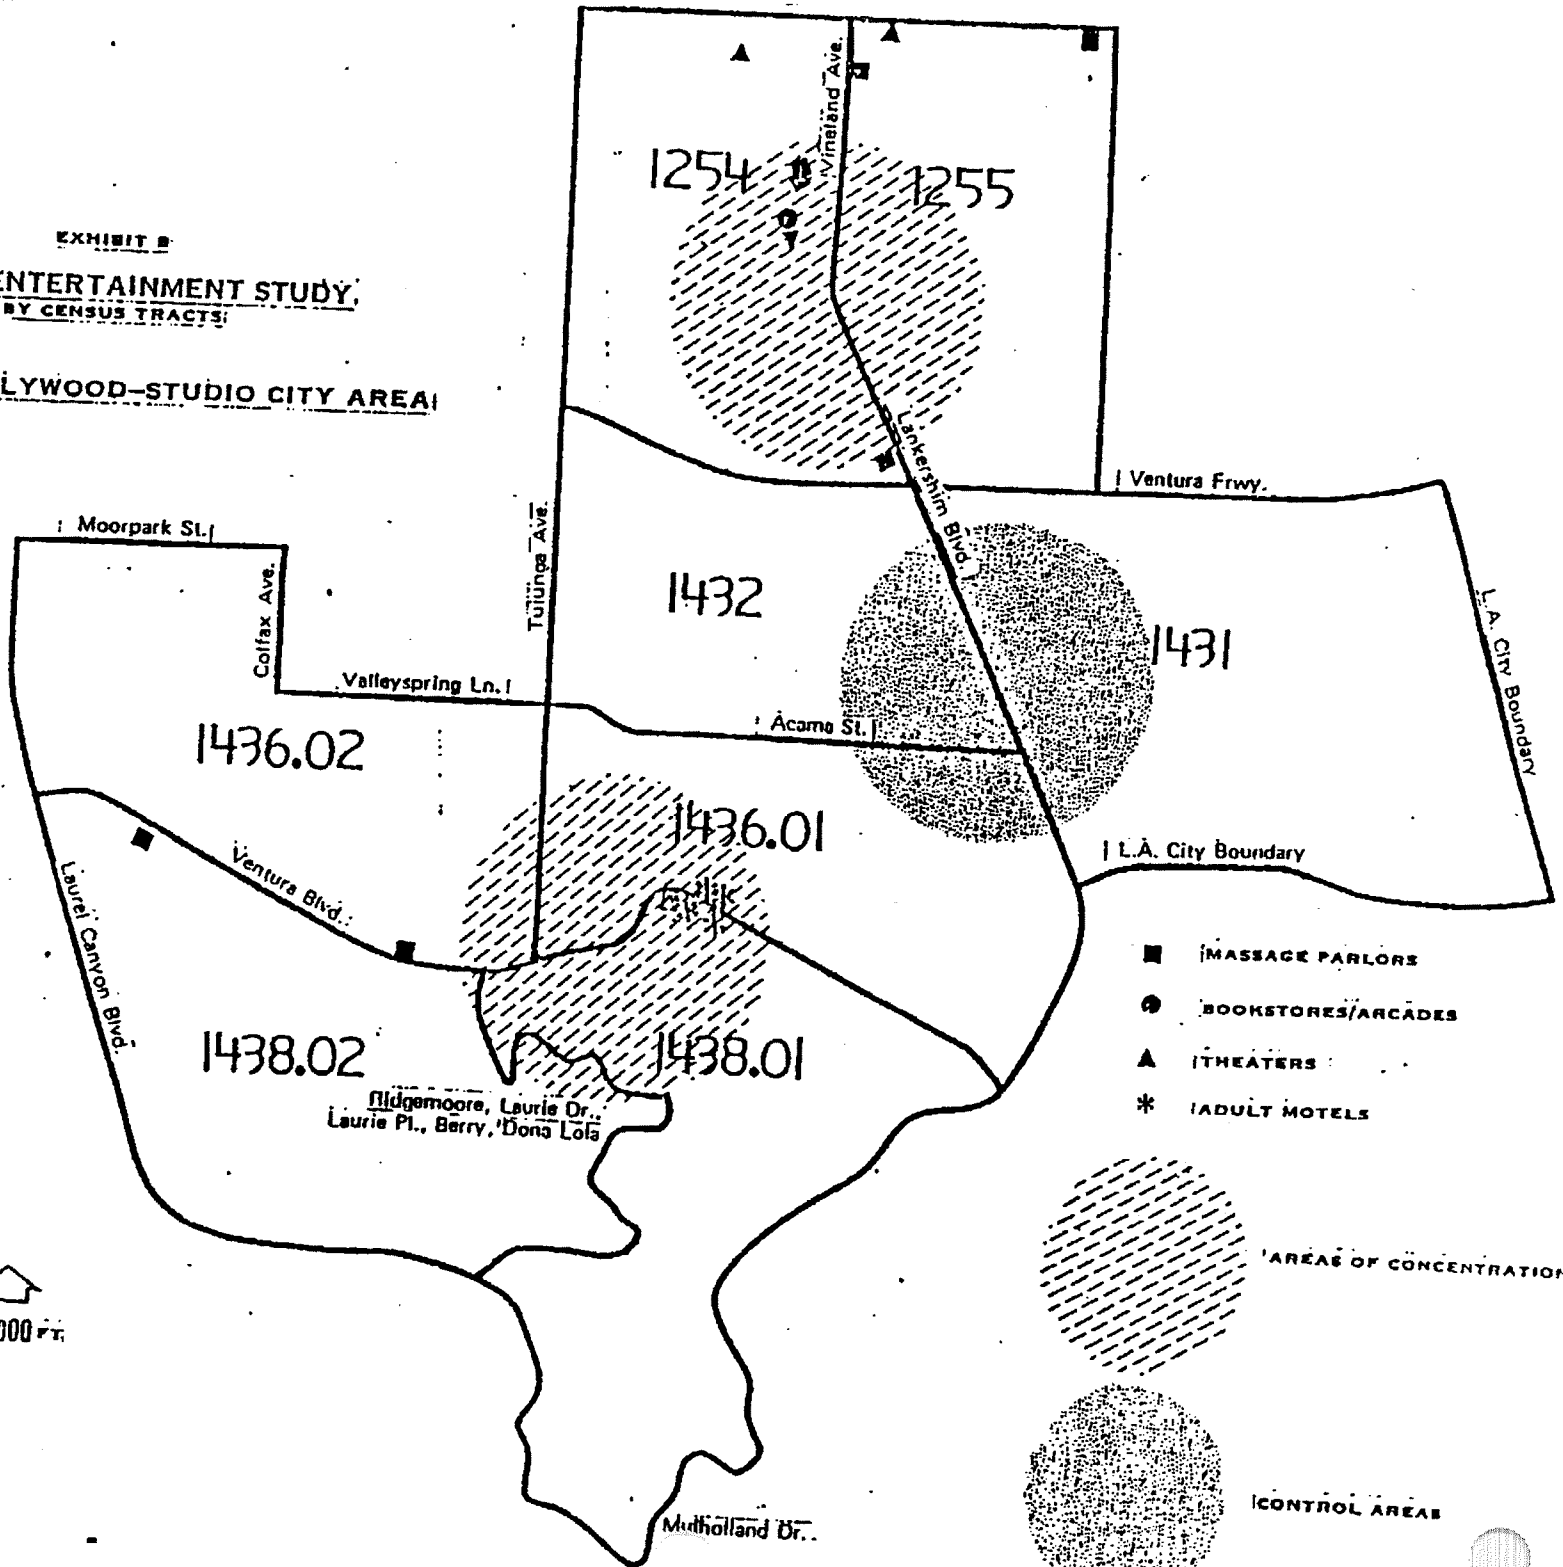 EXHIBIT B
ENTERTAINMENT STUDY,
BY CENSUS TRACTS
LYWOOD—STUDIO CITY AREA
Vineland Ave.
1254
1255
Lankershim Blvd.
Ventura Frwy.
Moorpark St.
Colfax Ave.
Tujunga Ave.
1432
1431
L.A. City Boundary
Valleyspring Ln.
Acama St.
1436.02
1436.01
L.A. City Boundary
Ventura Blvd.
Laurel Canyon Blvd.
1438.02
1438.01
Ridgemoore, Laurie Dr.,
Laurie Pl., Berry, Dona Lola
MASSAGE PARLORS
BOOKSTORES/ARCADES
THEATERS
ADULT MOTELS
AREAS OF CONCENTRATION
000 FT.
CONTROL AREAS
Mulholland Dr.